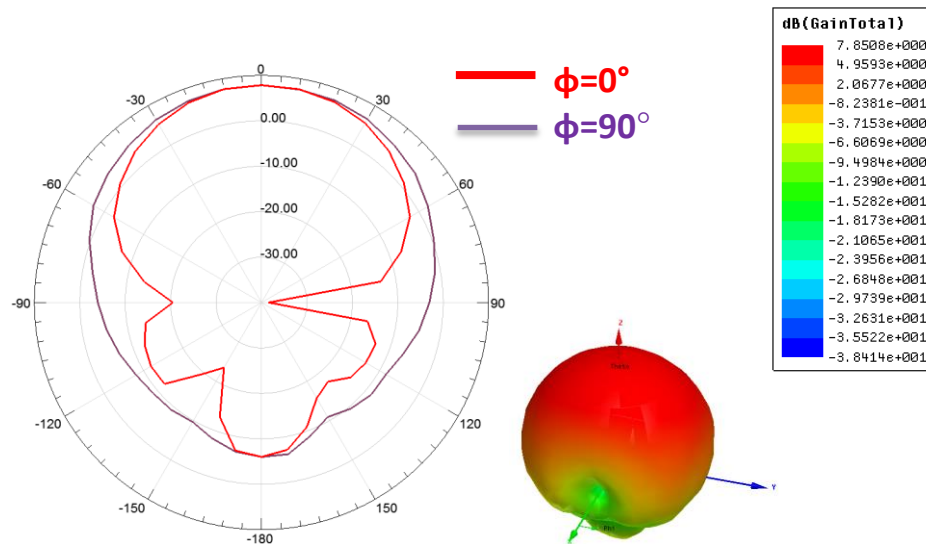 0
-30
30
0.00
-10.00
-60
60
-20.00
-30.00
-90
90
-120
120
-150
150
-180
ϕ=0°
ϕ=90°
dB(GainTotal)
7.8508e+000
4.9593e+000
2.0677e+000
-8.2381e-001
-3.7153e+000
-6.6069e+000
-9.4984e+000
-1.2390e+001
-1.5282e+001
-1.8173e+001
-2.1065e+001
-2.3956e+001
-2.6848e+001
-2.9739e+001
-3.2631e+001
-3.5522e+001
-3.8414e+001
Z
Theta
Y
Phi